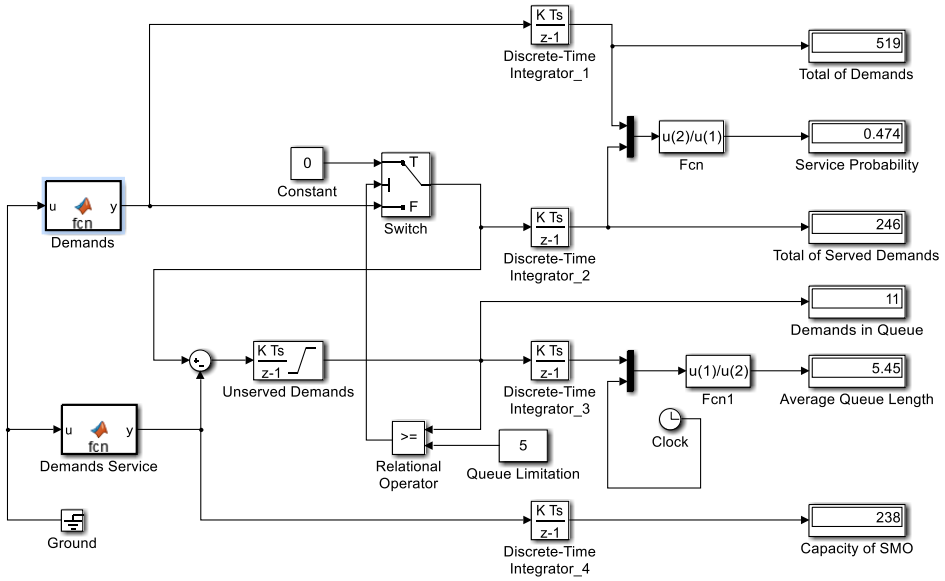 K Ts
z-1
Discrete-Time
Integrator_1
519
Total of Demands
u(2)/u(1)
Fcn
0.474
Service Probability
0
Constant
T
F
Switch
u
y
fcn
Demands
K Ts
z-1
Discrete-Time
Integrator_2
246
Total of Served Demands
11
Demands in Queue
+-
K Ts
z-1
Unserved Demands
K Ts
z-1
Discrete-Time
Integrator_3
u(1)/u(2)
Fcn1
5.45
Average Queue Length
Clock
u
y
fcn
Demands Service
>=
Relational
Operator
5
Queue Limitation
Ground
K Ts
z-1
Discrete-Time
Integrator_4
238
Capacity of SMO